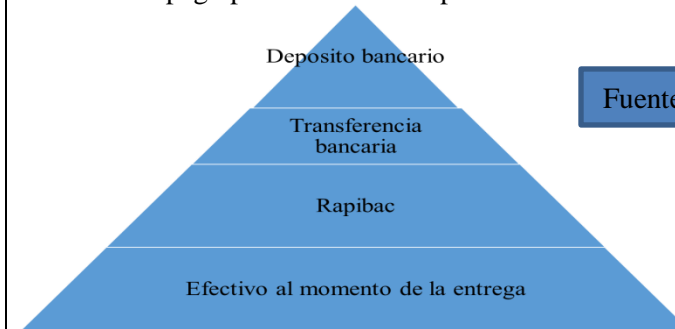 Deposito bancario
Fuente
Transferencia
bancaria
Rapibac
Efectivo al momento de la entrega